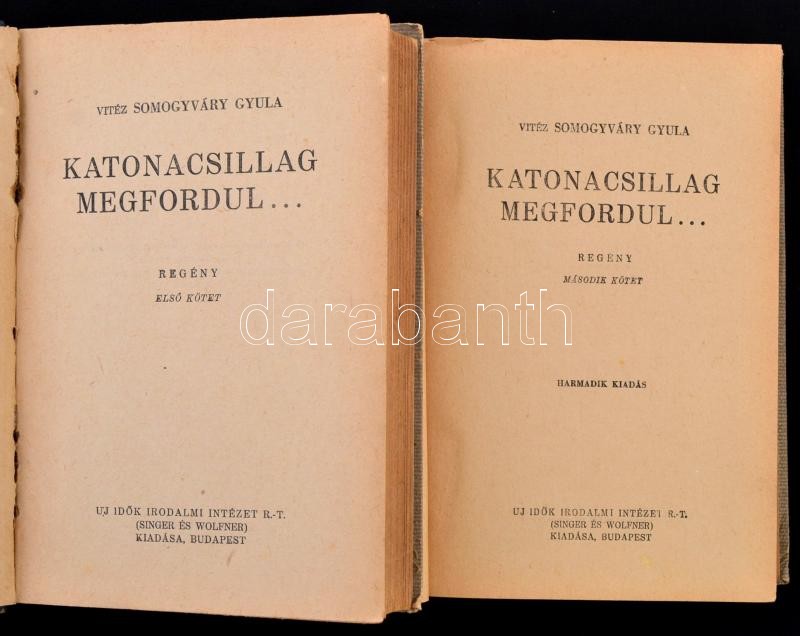 VITÉZ SOMOGYVÁRY GYULA
KATONACSILLAG
MEGFORDUL...
REGÉNY
ELSŐ KÖTET
UJ IDŐK IRODALMI INTÉZET R.-T.
(SINGER ÉS WOLFNER)
KIADÁSA, BUDAPEST
VITÉZ SOMOGYVÁRY GYULA
KATONACSILLAG
MEGFORDUL...
REGÉNY
MÁSODIK KÖTET
HARMADIK KIADÁS
UJ IDŐK IRODALMI INTÉZET R.-T.
(SINGER ÉS WOLFNER)
KIADÁSA, BUDAPEST
darabanth